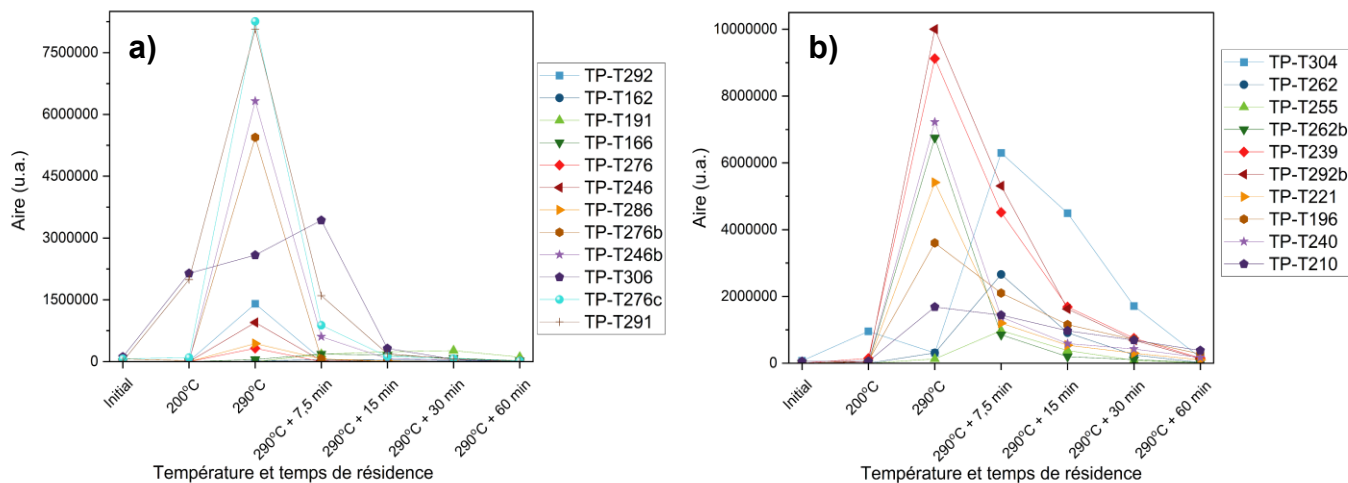 a)
Aire (u.a.)
7500000
6000000
4500000
3000000
1500000
0
Initial
200°C
290°C
290°C + 7,5 min
290°C + 15 min
290°C + 30 min
290°C + 60 min
Température et temps de résidence
TP-T292
TP-T162
TP-T191
TP-T166
TP-T276
TP-T246
TP-T286
TP-T276b
TP-T246b
TP-T306
TP-T276c
TP-T291
b)
Aire (u.a.)
10000000
8000000
6000000
4000000
2000000
0
Initial
200°C
290°C
290°C + 7,5 min
290°C + 15 min
290°C + 30 min
290°C + 60 min
Température et temps de résidence
TP-T304
TP-T262
TP-T255
TP-T262b
TP-T239
TP-T292b
TP-T221
TP-T196
TP-T240
TP-T210